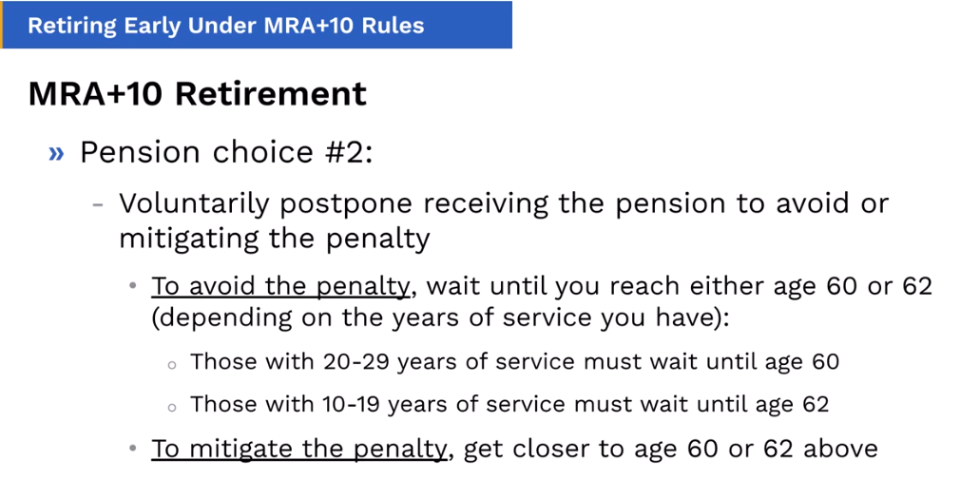 Retiring Early Under MRA+10 Rules
MRA+10 Retirement
» Pension choice #2:
- Voluntarily postpone receiving the pension to avoid or
mitigating the penalty
• To avoid the penalty, wait until you reach either age 60 or 62
(depending on the years of service you have):
○ Those with 20-29 years of service must wait until age 60
○ Those with 10-19 years of service must wait until age 62
• To mitigate the penalty, get closer to age 60 or 62 above